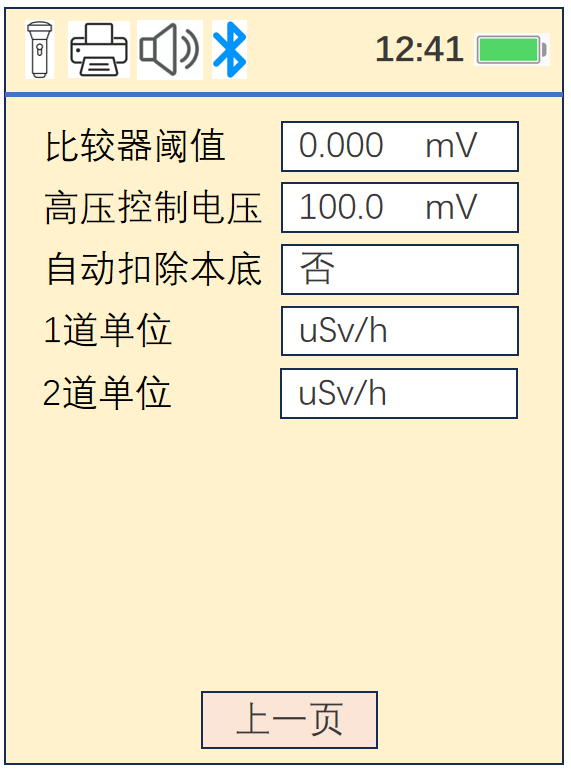 12:41
比较器阈值 0.000 mV
高压控制电压 100.0 mV
自动扣除本底 否
1道单位 uSv/h
2道单位 uSv/h
上一页